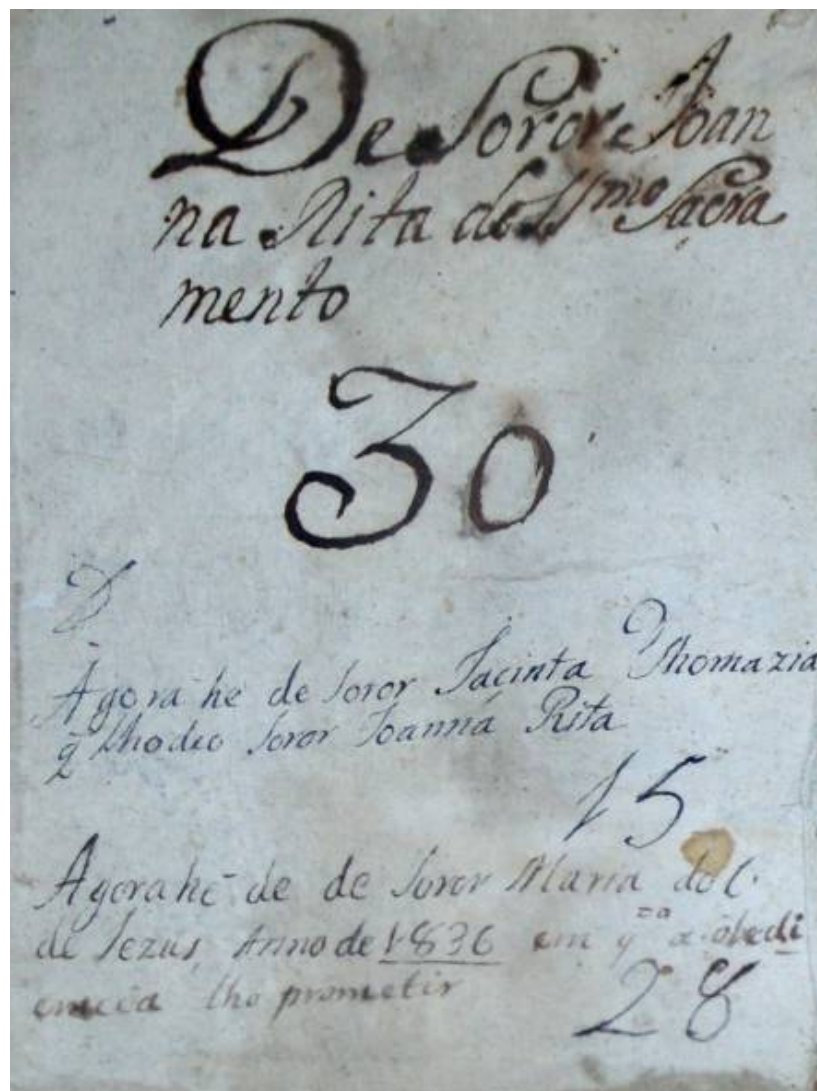 De Soror Joan
na Rita do SSmo Sacra
mento
30
D
Agora he de Soror Jacinta Thomazia
q̃ lho deo Soror Joanna Rita
15
Agora he de de Soror Maria do C.
de Jezus, Anno de 1836 em q^to a obedi
emcia lho prometir
28